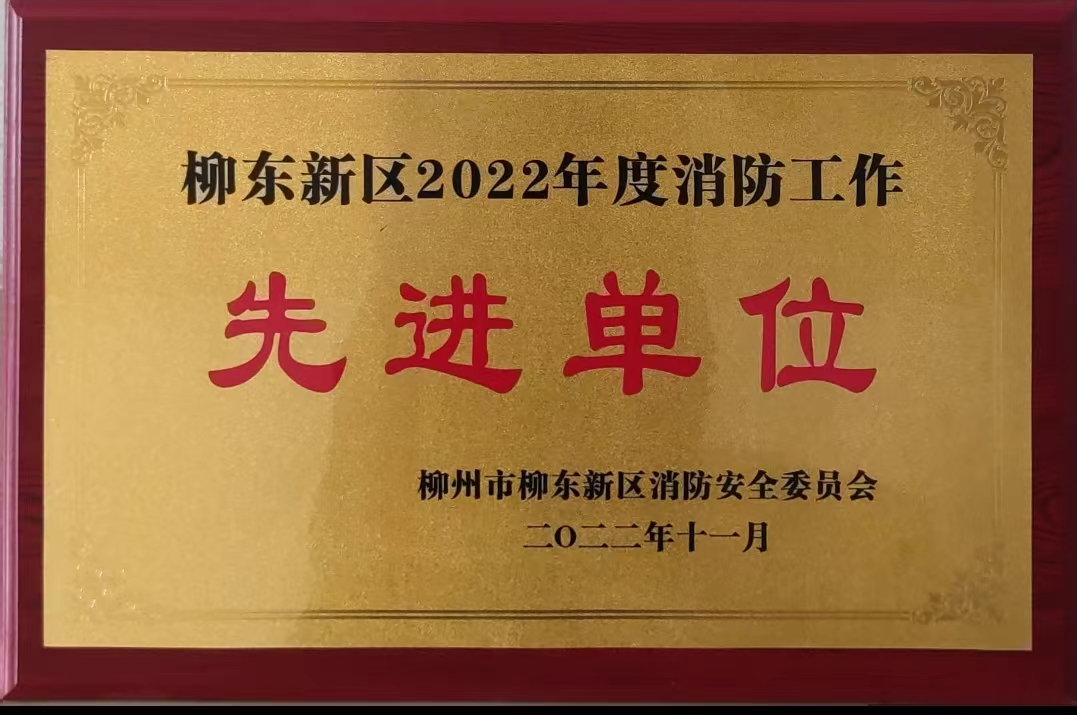 柳东新区2022年度消防工作
先进单位
柳州市柳东新区消防安全委员会
二O二二年十一月